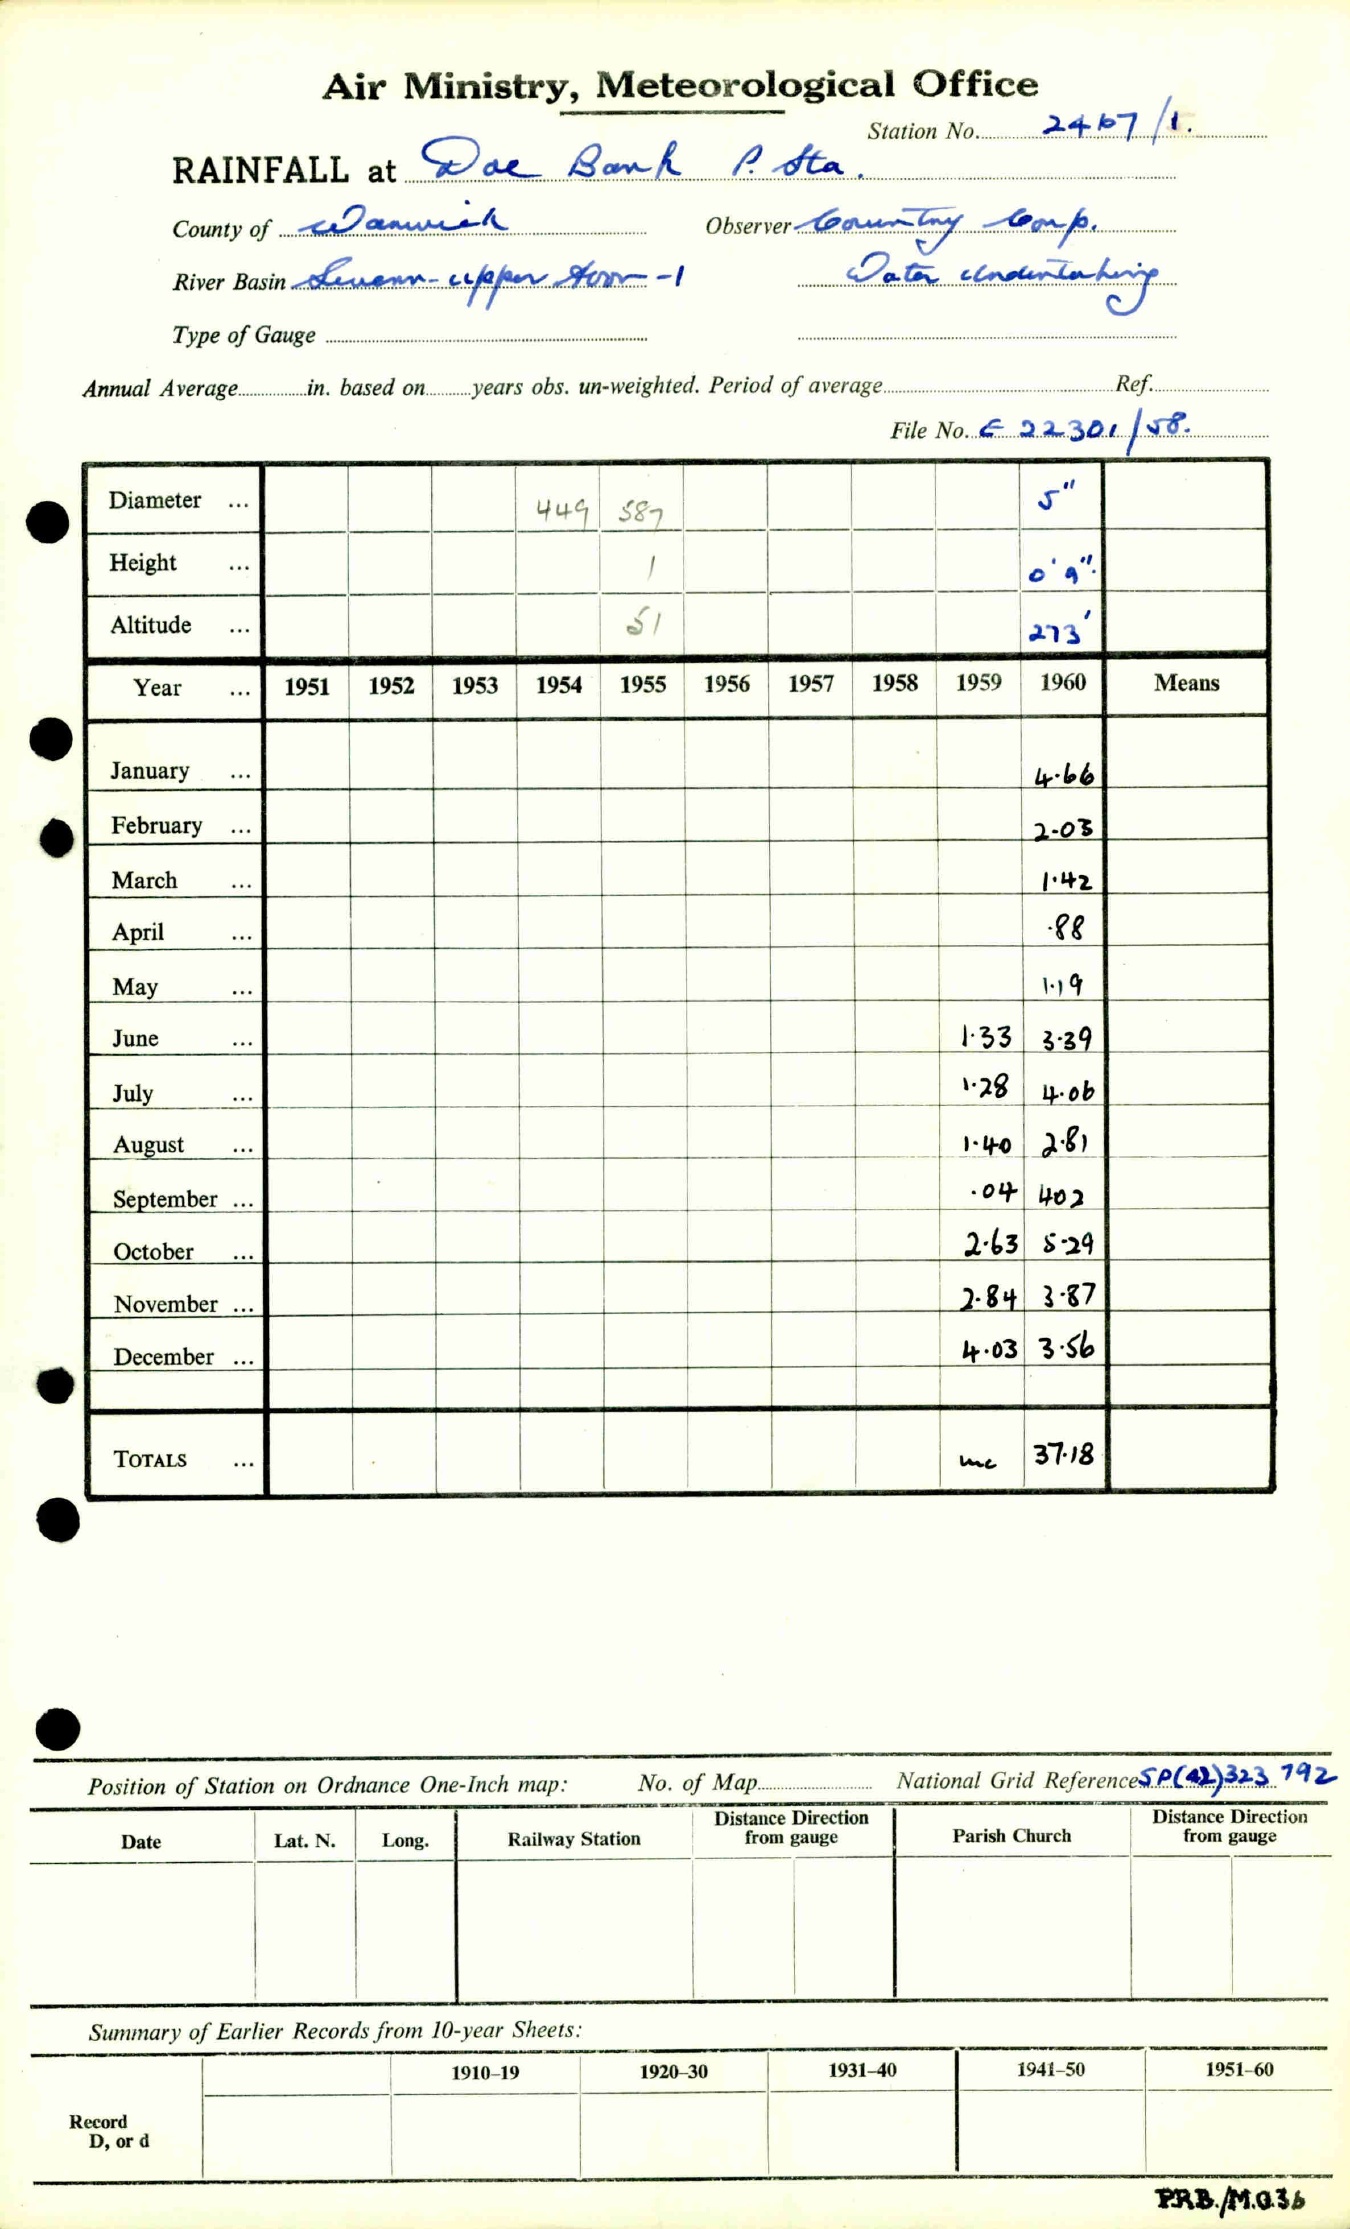 Air Ministry, Meteorological Office
Station No. 2467/1.
RAINFALL at Doe Bank P. Sta.
County of Warwick Observer Coventry Corp.
River Basin Severn-Upper Avon-1 Water Undertaking
Type of Gauge
Annual Average in. based on years obs. un-weighted. Period of average Ref.
File No. E 22301/58.
Diameter ... 449 587 5"
Height ... 1 0' 9".
Altitude ... 51 273'
Year ... 1951 1952 1953 1954 1955 1956 1957 1958 1959 1960 Means
January ... 4.66
February ... 2.03
March ... 1.42
April ... .88
May ... 1.19
June ... 1.33 3.39
July ... 1.28 4.06
August ... 1.40 2.81
September ... .04 402
October ... 2.63 5.29
November ... 2.84 3.87
December ... 4.03 3.56
TOTALS ... inc 37.18
Position of Station on Ordnance One-Inch map: No. of Map National Grid Reference SP(42)323 792
Date Lat. N. Long. Railway Station Distance Direction from gauge Parish Church Distance Direction from gauge
Summary of Earlier Records from 10-year Sheets:
1910–19 1920–30 1931–40 1941–50 1951–60
Record
D, or d
P.R.B./M.O.36